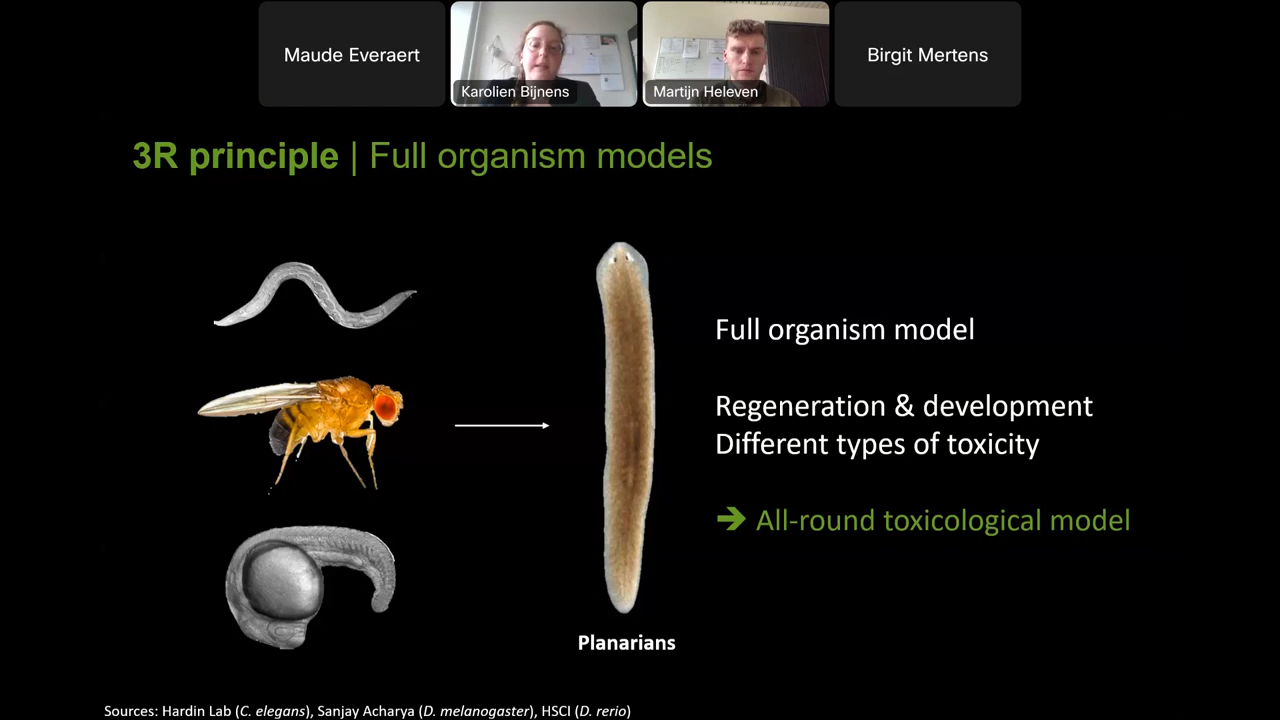 Maude Everaert
Karolien Bijnens
Martijn Heleven
Birgit Mertens
3R principle | Full organism models
Full organism model
Regeneration & development
Different types of toxicity
➔ All-round toxicological model
Planarians
Sources: Hardin Lab (C. elegans), Sanjay Acharya (D. melanogaster), HSCI (D. rerio)